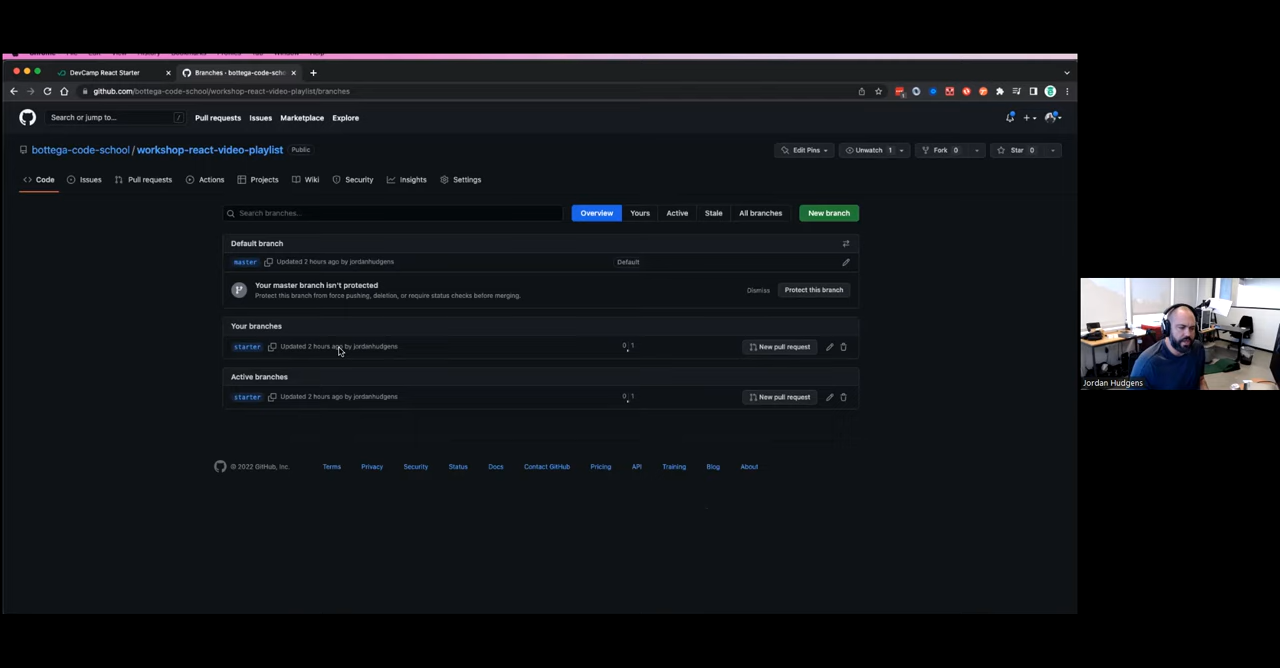 DevCamp React Starter
Branches · bottega-code-scho
github.com/bottega-code-school/workshop-react-video-playlist/branches
Search or jump to... /
Pull requests Issues Marketplace Explore
bottega-code-school / workshop-react-video-playlist Public
Edit Pins Unwatch 1 Fork 0 Star 0
Code Issues Pull requests Actions Projects Wiki Security Insights Settings
Search branches...
Overview Yours Active Stale All branches New branch
Default branch
master Updated 2 hours ago by jordanhudgens Default
Your master branch isn't protected
Protect this branch from force pushing, deletion, or require status checks before merging.
Dismiss Protect this branch
Your branches
starter Updated 2 hours ago by jordanhudgens 0 1 New pull request
Active branches
starter Updated 2 hours ago by jordanhudgens 0 1 New pull request
© 2022 GitHub, Inc. Terms Privacy Security Status Docs Contact GitHub Pricing API Training Blog About
Jordan Hudgens